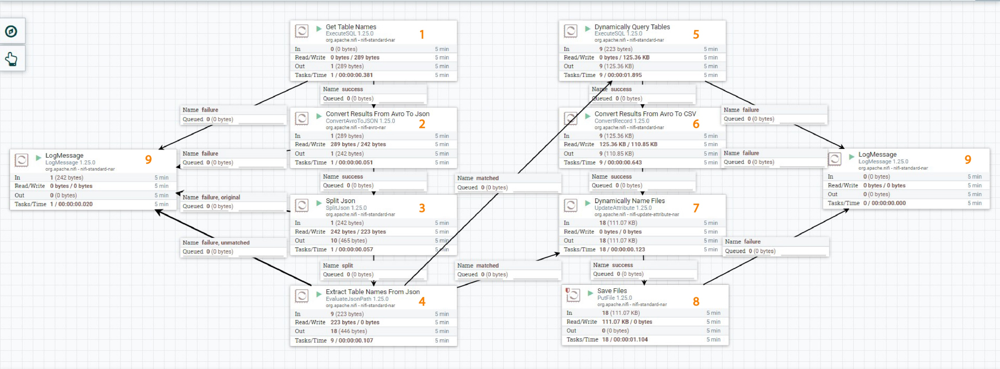 Get Table Names
1
ExecuteSQL 1.25.0
org.apache.nifi - nifi-standard-nar
In 0 (0 bytes) 5 min
Read/Write 0 bytes / 289 bytes 5 min
Out 1 (289 bytes) 5 min
Tasks/Time 1 / 00:00:00.381 5 min
Name success
Queued 0 (0 bytes)
Name failure
Queued 0 (0 bytes)
Convert Results From Avro To Json
2
ConvertAvroToJSON 1.25.0
org.apache.nifi - nifi-avro-nar
In 1 (289 bytes) 5 min
Read/Write 289 bytes / 242 bytes 5 min
Out 1 (242 bytes) 5 min
Tasks/Time 1 / 00:00:00.051 5 min
Name failure
Queued 0 (0 bytes)
Name success
Queued 0 (0 bytes)
LogMessage
9
LogMessage 1.25.0
org.apache.nifi - nifi-standard-nar
In 1 (242 bytes) 5 min
Read/Write 0 bytes / 0 bytes 5 min
Out 0 (0 bytes) 5 min
Tasks/Time 1 / 00:00:00.020 5 min
Name failure, original
Queued 0 (0 bytes)
Split Json
3
SplitJson 1.25.0
org.apache.nifi - nifi-standard-nar
In 1 (242 bytes) 5 min
Read/Write 242 bytes / 223 bytes 5 min
Out 10 (465 bytes) 5 min
Tasks/Time 1 / 00:00:00.057 5 min
Name failure, unmatched
Queued 0 (0 bytes)
Name split
Queued 0 (0 bytes)
Extract Table Names From Json
4
EvaluateJsonPath 1.25.0
org.apache.nifi - nifi-standard-nar
In 9 (223 bytes) 5 min
Read/Write 223 bytes / 0 bytes 5 min
Out 18 (446 bytes) 5 min
Tasks/Time 9 / 00:00:00.107 5 min
Name matched
Queued 0 (0 bytes)
Name matched
Queued 0 (0 bytes)
Dynamically Query Tables
5
ExecuteSQL 1.25.0
org.apache.nifi - nifi-standard-nar
In 9 (223 bytes) 5 min
Read/Write 0 bytes / 125.36 KB 5 min
Out 9 (125.36 KB) 5 min
Tasks/Time 9 / 00:00:01.895 5 min
Name success
Queued 0 (0 bytes)
Name failure
Queued 0 (0 bytes)
Convert Results From Avro To CSV
6
ConvertRecord 1.25.0
org.apache.nifi - nifi-standard-nar
In 9 (125.36 KB) 5 min
Read/Write 125.36 KB / 110.85 KB 5 min
Out 9 (110.85 KB) 5 min
Tasks/Time 9 / 00:00:00.643 5 min
Name failure
Queued 0 (0 bytes)
Name success
Queued 0 (0 bytes)
Dynamically Name Files
7
UpdateAttribute 1.25.0
org.apache.nifi - nifi-update-attribute-nar
In 18 (111.07 KB) 5 min
Read/Write 0 bytes / 0 bytes 5 min
Out 18 (111.07 KB) 5 min
Tasks/Time 18 / 00:00:00.123 5 min
Name success
Queued 0 (0 bytes)
Name failure
Queued 0 (0 bytes)
Save Files
8
PutFile 1.25.0
org.apache.nifi - nifi-standard-nar
In 18 (111.07 KB) 5 min
Read/Write 111.07 KB / 0 bytes 5 min
Out 0 (0 bytes) 5 min
Tasks/Time 18 / 00:00:01.104 5 min
LogMessage
9
LogMessage 1.25.0
org.apache.nifi - nifi-standard-nar
In 0 (0 bytes) 5 min
Read/Write 0 bytes / 0 bytes 5 min
Out 0 (0 bytes) 5 min
Tasks/Time 0 / 00:00:00.000 5 min